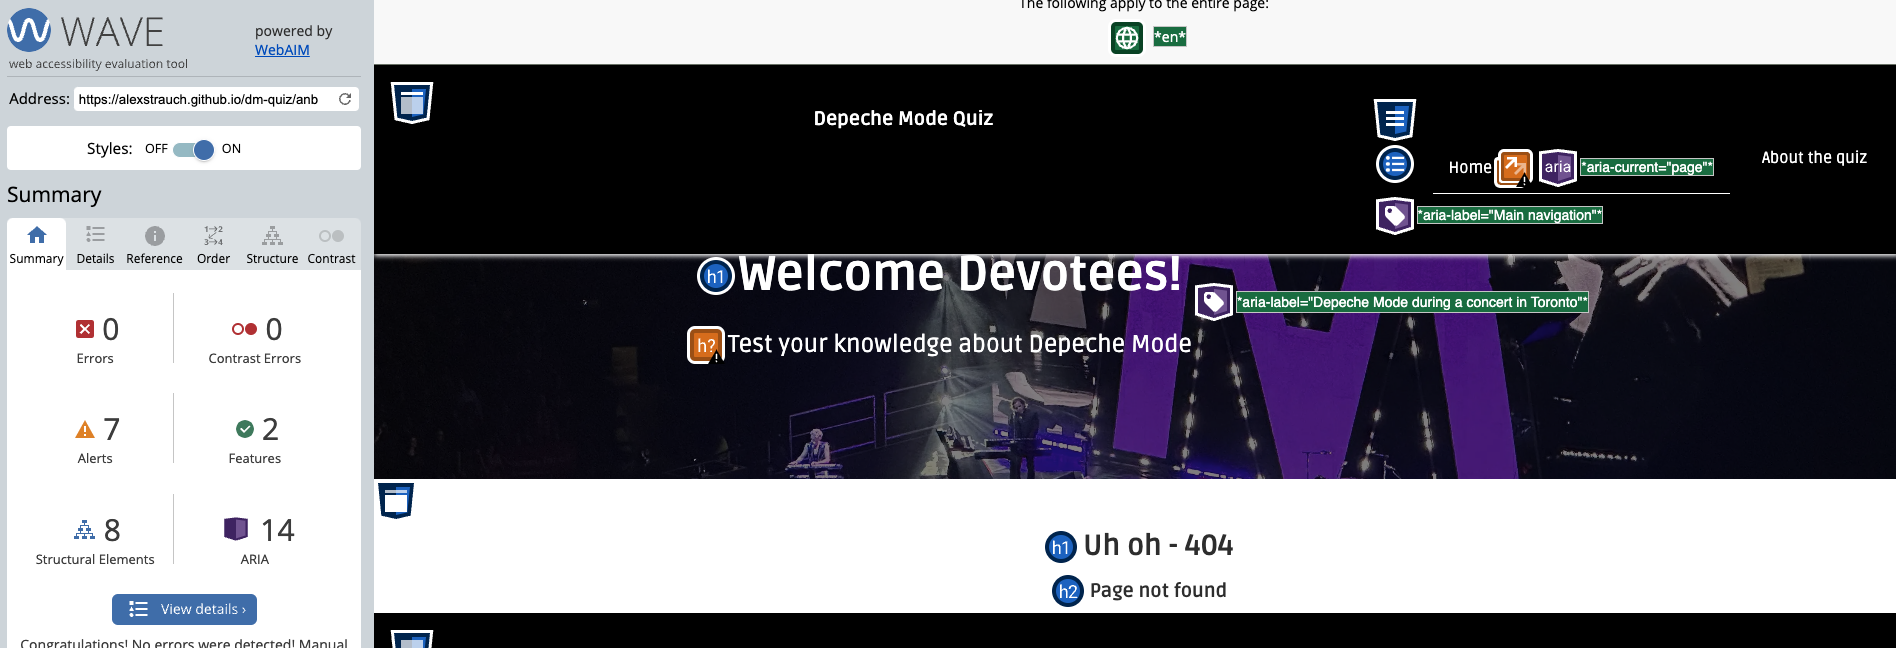 WAVE
web accessibility evaluation tool
powered by
WebAIM
Address: https://alexstrauch.github.io/dm-quiz/anb
Styles: OFF ON
Summary
Summary Details Reference Order Structure Contrast
0 Errors
0 Contrast Errors
7 Alerts
2 Features
8 Structural Elements
14 ARIA
View details ›
Congratulations! No errors were detected! Manual
The following apply to the entire page:
*en*
Depeche Mode Quiz
Home aria *aria-current="page"*
About the quiz
*aria-label="Main navigation"*
h1 Welcome Devotees!
*aria-label="Depeche Mode during a concert in Toronto"*
h? Test your knowledge about Depeche Mode
h1 Uh oh - 404
h2 Page not found